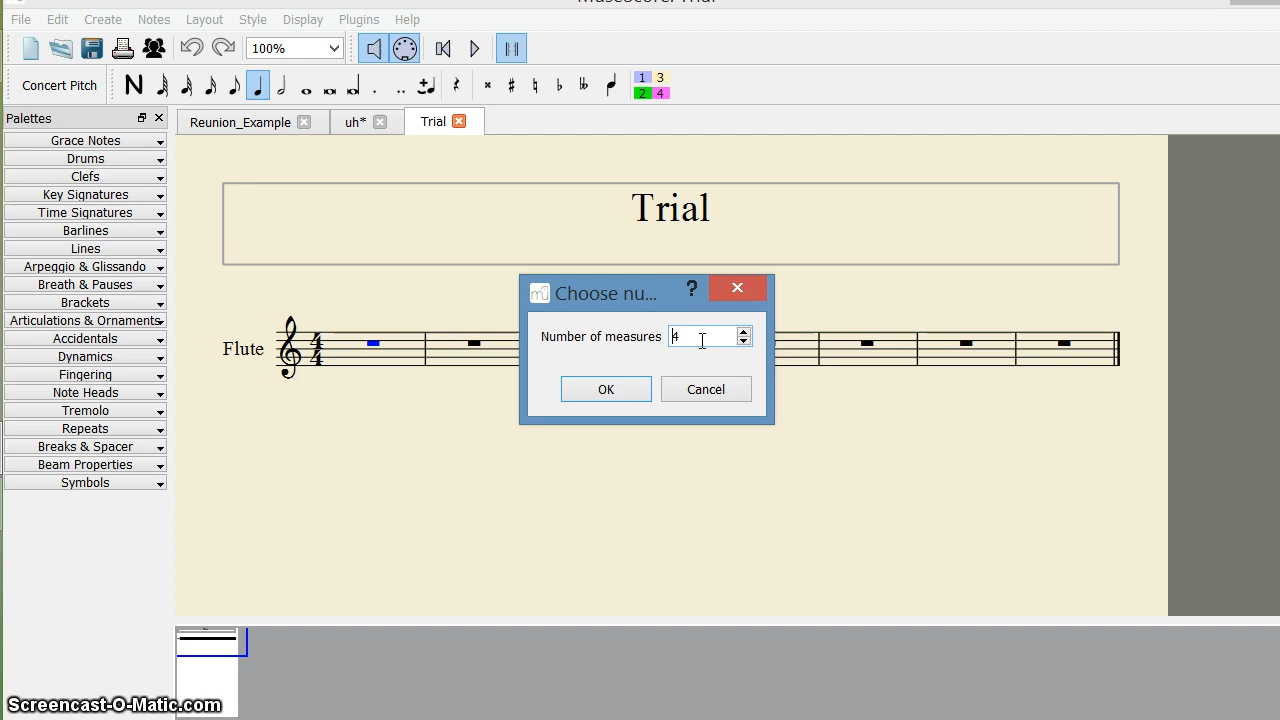 MuseScore: Trial
File Edit Create Notes Layout Style Display Plugins Help
100%
Concert Pitch N 1 3
2 4
Palettes
Reunion_Example uh* Trial
Grace Notes
Drums
Clefs
Key Signatures
Time Signatures
Barlines
Lines
Arpeggio & Glissando
Breath & Pauses
Brackets
Articulations & Ornaments
Accidentals
Dynamics
Fingering
Note Heads
Tremolo
Repeats
Breaks & Spacer
Beam Properties
Symbols
Trial
Flute
4
4
Choose nu... ?
Number of measures 4
OK Cancel
Screencast-O-Matic.com